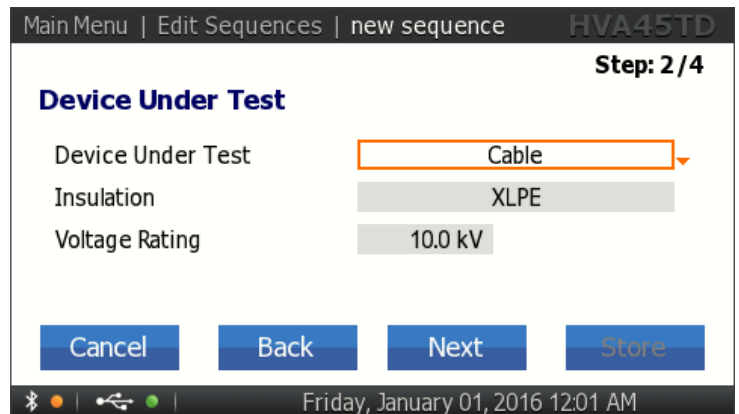 Main Menu | Edit Sequences | new sequence HVA45TD
Step: 2/4
Device Under Test
Device Under Test Cable
Insulation XLPE
Voltage Rating 10.0 kV
Cancel Back Next Store
Friday, January 01, 2016 12:01 AM